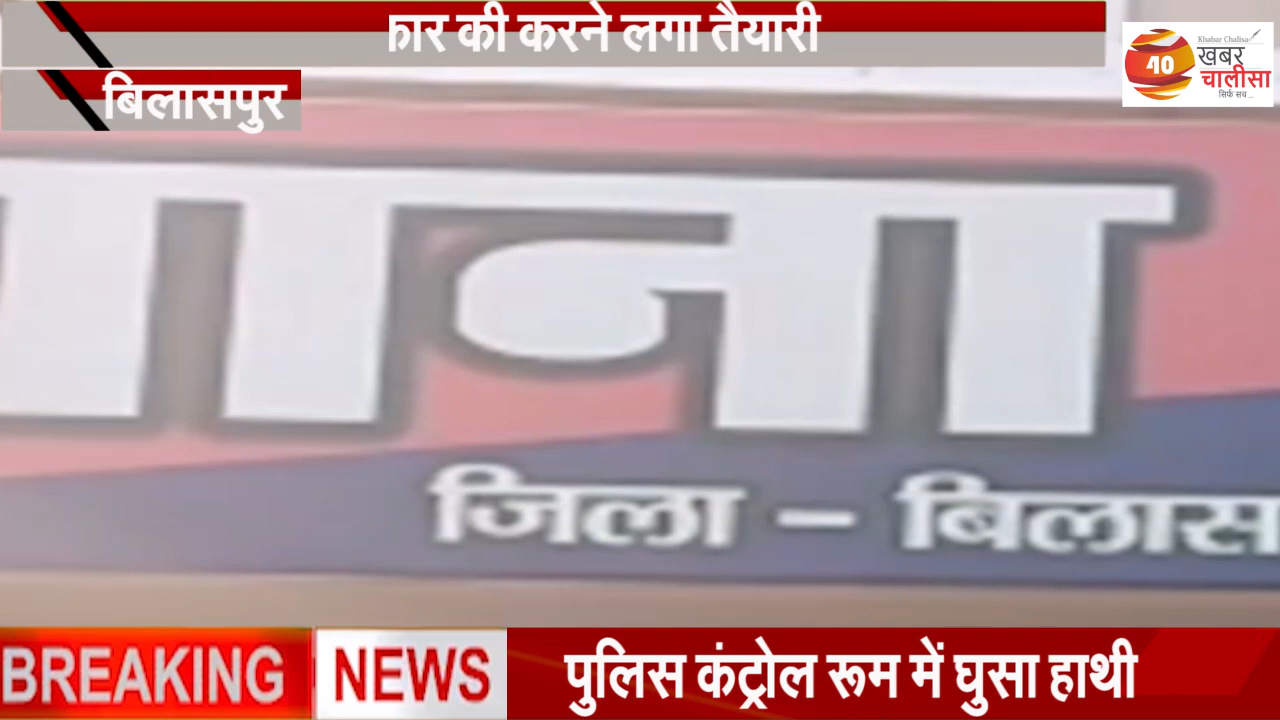 की करने लगा तैयारी
बिलासपुर
Khabar Chalisa
40
खबर
चालीसा
सिर्फ सच ...
जिला –
BREAKING NEWS
पुलिस कंट्रोल रूम में घुसा हाथी